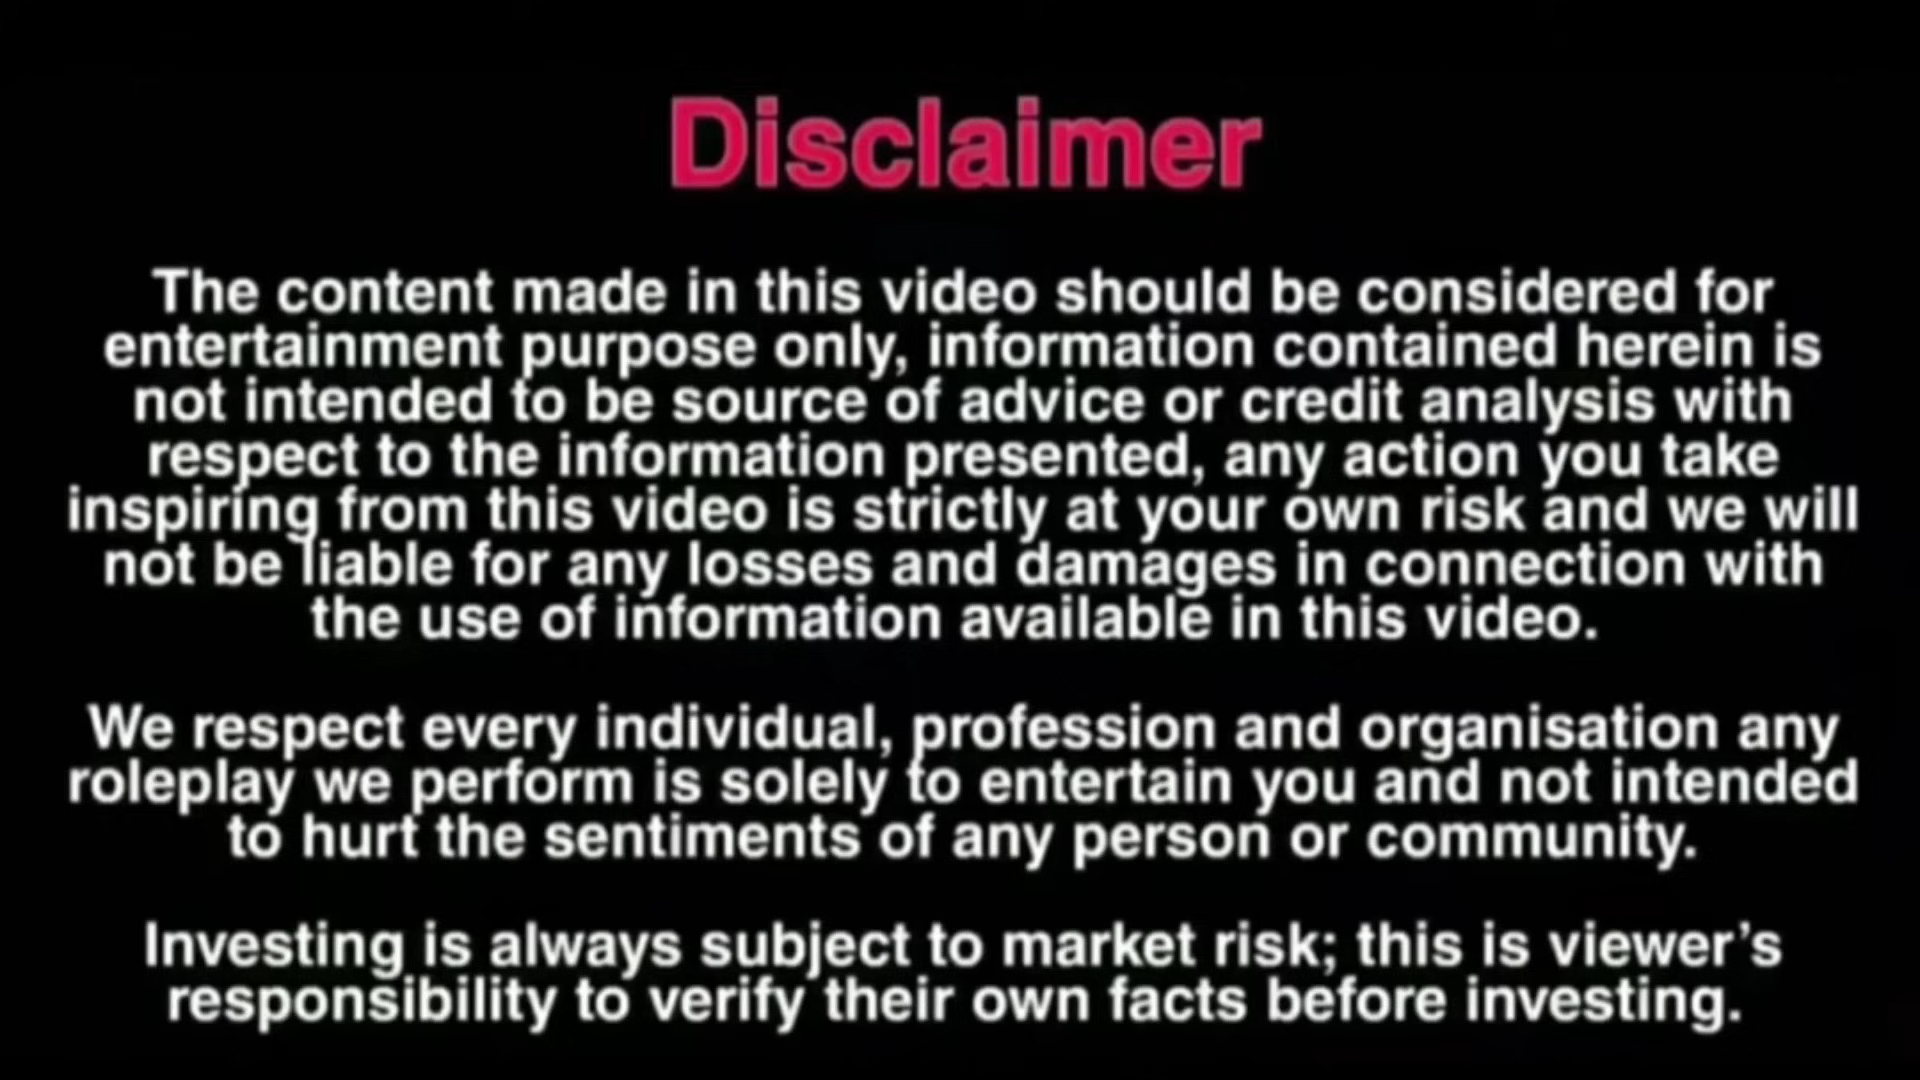 Disclaimer
The content made in this video should be considered for
entertainment purpose only, information contained herein is
not intended to be source of advice or credit analysis with
respect to the information presented, any action you take
inspiring from this video is strictly at your own risk and we will
not be liable for any losses and damages in connection with
the use of information available in this video.
We respect every individual, profession and organisation any
roleplay we perform is solely to entertain you and not intended
to hurt the sentiments of any person or community.
Investing is always subject to market risk; this is viewer’s
responsibility to verify their own facts before investing.